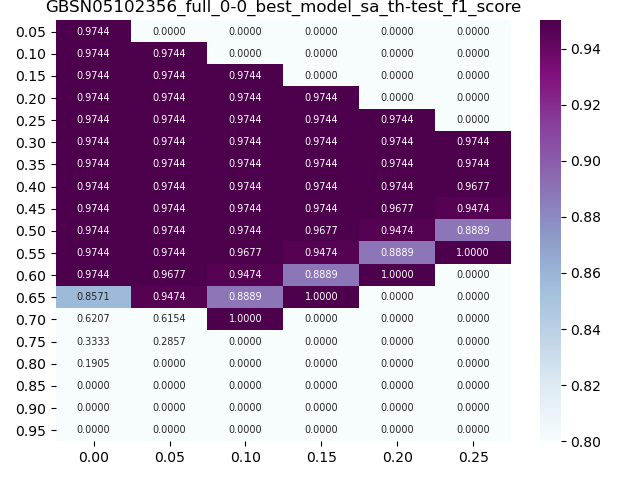 GBSN05102356_full_0-0_best_model_sa_th-test_f1_score
0.05 0.9744 0.0000 0.0000 0.0000 0.0000 0.0000
0.10 0.9744 0.9744 0.0000 0.0000 0.0000 0.0000
0.15 0.9744 0.9744 0.9744 0.0000 0.0000 0.0000
0.20 0.9744 0.9744 0.9744 0.9744 0.0000 0.0000
0.25 0.9744 0.9744 0.9744 0.9744 0.9744 0.0000
0.30 0.9744 0.9744 0.9744 0.9744 0.9744 0.9744
0.35 0.9744 0.9744 0.9744 0.9744 0.9744 0.9744
0.40 0.9744 0.9744 0.9744 0.9744 0.9744 0.9677
0.45 0.9744 0.9744 0.9744 0.9744 0.9677 0.9474
0.50 0.9744 0.9744 0.9744 0.9677 0.9474 0.8889
0.55 0.9744 0.9744 0.9677 0.9474 0.8889 1.0000
0.60 0.9744 0.9677 0.9474 0.8889 1.0000 0.0000
0.65 0.8571 0.9474 0.8889 1.0000 0.0000 0.0000
0.70 0.6207 0.6154 1.0000 0.0000 0.0000 0.0000
0.75 0.3333 0.2857 0.0000 0.0000 0.0000 0.0000
0.80 0.1905 0.0000 0.0000 0.0000 0.0000 0.0000
0.85 0.0000 0.0000 0.0000 0.0000 0.0000 0.0000
0.90 0.0000 0.0000 0.0000 0.0000 0.0000 0.0000
0.95 0.0000 0.0000 0.0000 0.0000 0.0000 0.0000
0.00 0.05 0.10 0.15 0.20 0.25
0.94
0.92
0.90
0.88
0.86
0.84
0.82
0.80